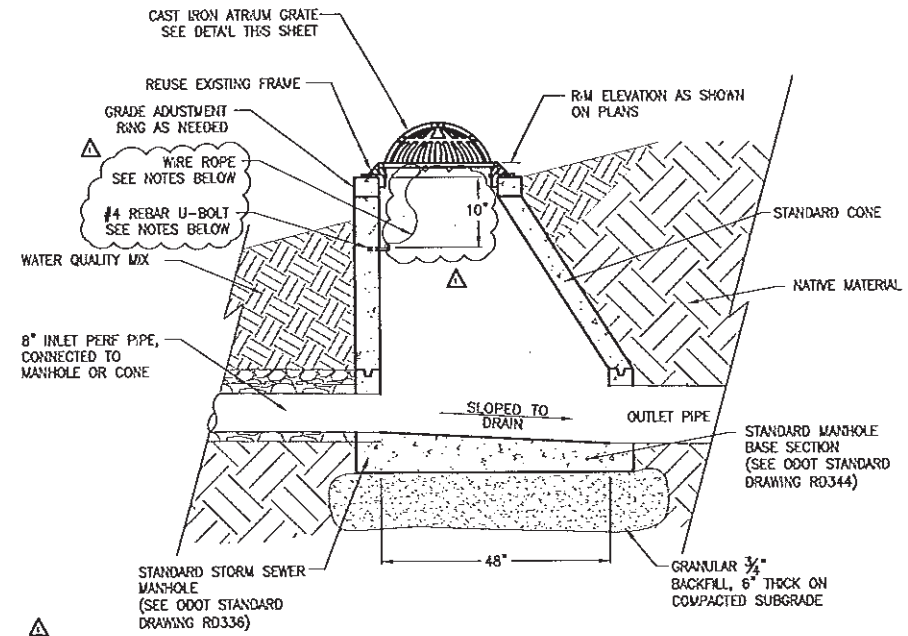 CAST IRON ATRIUM GRATE
SEE DETAIL THIS SHEET
REUSE EXISTING FRAME
GRADE ADUSTMENT
RING AS NEEDED
WIRE ROPE
SEE NOTES BELOW
#4 REBAR U-BOLT
SEE NOTES BELOW
WATER QUALITY MIX
8" INLET PERF PIPE,
CONNECTED TO
MANHOLE OR CONE
10"
RIM ELEVATION AS SHOWN
ON PLANS
STANDARD CONE
NATIVE MATERIAL
SLOPED TO
DRAIN
OUTLET PIPE
STANDARD MANHOLE
BASE SECTION
(SEE ODOT STANDARD
DRAWING RD344)
48"
STANDARD STORM SEWER
MANHOLE
(SEE ODOT STANDARD
DRAWING RD336)
GRANULAR ¾"
BACKFILL, 6" THICK ON
COMPACTED SUBGRADE